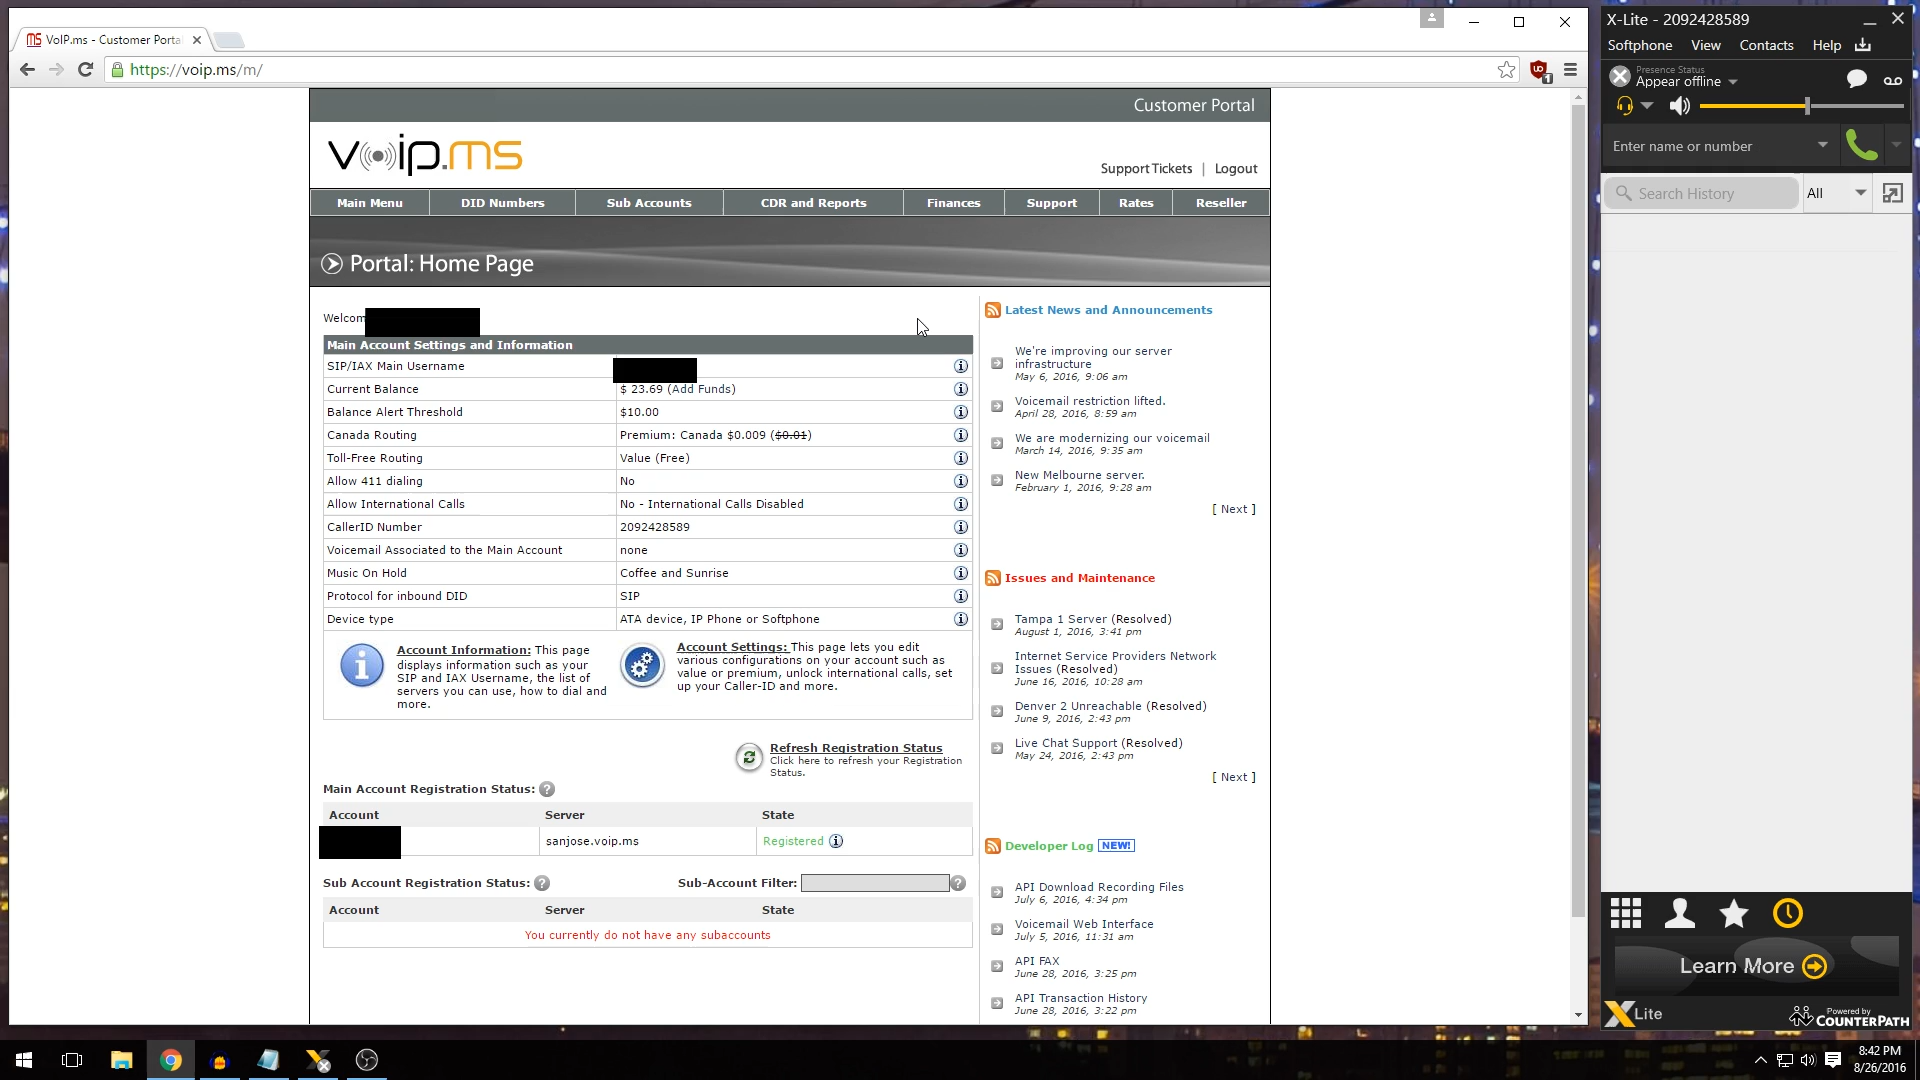 VoIP.ms - Customer Porta
https://voip.ms/m/
Customer Portal
voip.ms
Support Tickets | Logout
Main Menu DID Numbers Sub Accounts CDR and Reports Finances Support Rates Reseller
Portal: Home Page
Welcom
Main Account Settings and Information
SIP/IAX Main Username
Current Balance $ 23.69 (Add Funds)
Balance Alert Threshold $10.00
Canada Routing Premium: Canada $0.009 ($0.01)
Toll-Free Routing Value (Free)
Allow 411 dialing No
Allow International Calls No - International Calls Disabled
CallerID Number 2092428589
Voicemail Associated to the Main Account none
Music On Hold Coffee and Sunrise
Protocol for inbound DID SIP
Device type ATA device, IP Phone or Softphone
Account Information: This page
displays information such as your
SIP and IAX Username, the list of
servers you can use, how to dial and
more.
Account Settings: This page lets you edit
various configurations on your account such as
value or premium, unlock international calls, set
up your Caller-ID and more.
Refresh Registration Status
Click here to refresh your Registration
Status.
Main Account Registration Status: ?
Account Server State
sanjose.voip.ms Registered
Sub Account Registration Status: ? Sub-Account Filter: ?
Account Server State
You currently do not have any subaccounts
Latest News and Announcements
We're improving our server
infrastructure
May 6, 2016, 9:06 am
Voicemail restriction lifted.
April 28, 2016, 8:59 am
We are modernizing our voicemail
March 14, 2016, 9:35 am
New Melbourne server.
February 1, 2016, 9:28 am
[ Next ]
Issues and Maintenance
Tampa 1 Server (Resolved)
August 1, 2016, 3:41 pm
Internet Service Providers Network
Issues (Resolved)
June 16, 2016, 10:28 am
Denver 2 Unreachable (Resolved)
June 9, 2016, 2:43 pm
Live Chat Support (Resolved)
May 24, 2016, 2:43 pm
[ Next ]
Developer Log NEW!
API Download Recording Files
July 6, 2016, 4:34 pm
Voicemail Web Interface
July 5, 2016, 11:31 am
API FAX
June 28, 2016, 3:25 pm
API Transaction History
June 28, 2016, 3:22 pm
X-Lite - 2092428589
Softphone View Contacts Help
Presence Status
Appear offline
Enter name or number
Search History All
Learn More
X Lite
Powered by
COUNTERPATH
8:42 PM
8/26/2016